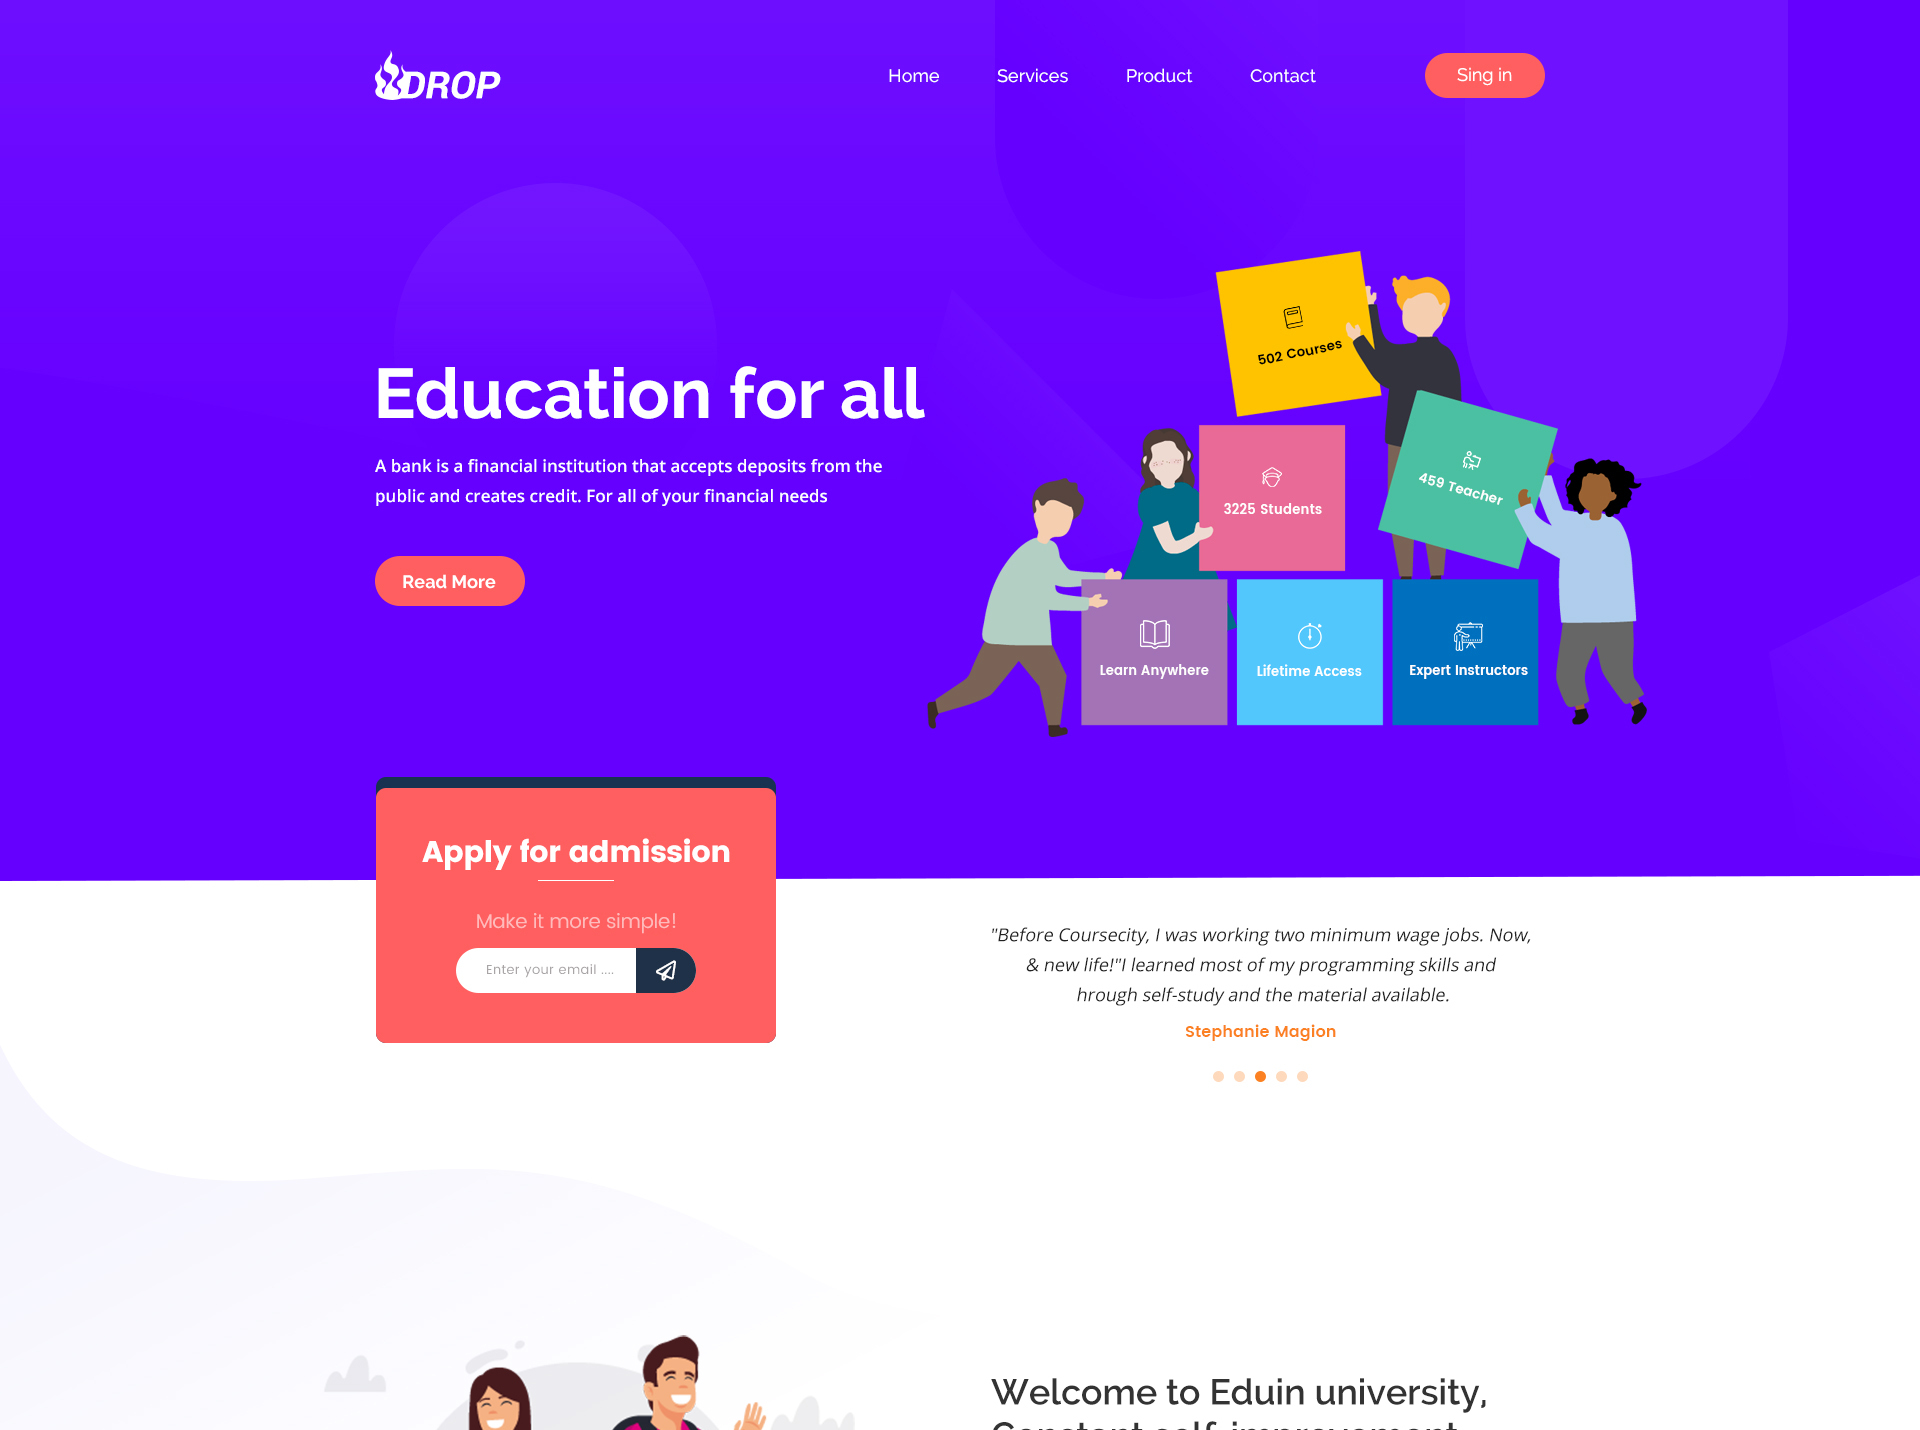 DROP
Home
Services
Product
Contact
Sing in
Education for all
A bank is a financial institution that accepts deposits from the
public and creates credit. For all of your financial needs
Read More
502 Courses
3225 Students
459 Teacher
Learn Anywhere
Lifetime Access
Expert Instructors
Apply for admission
Make it more simple!
Enter your email ....
"Before Coursecity, I was working two minimum wage jobs. Now,
& new life!"I learned most of my programming skills and
hrough self-study and the material available.
Stephanie Magion
Welcome to Eduin university,
Constant self-improvement